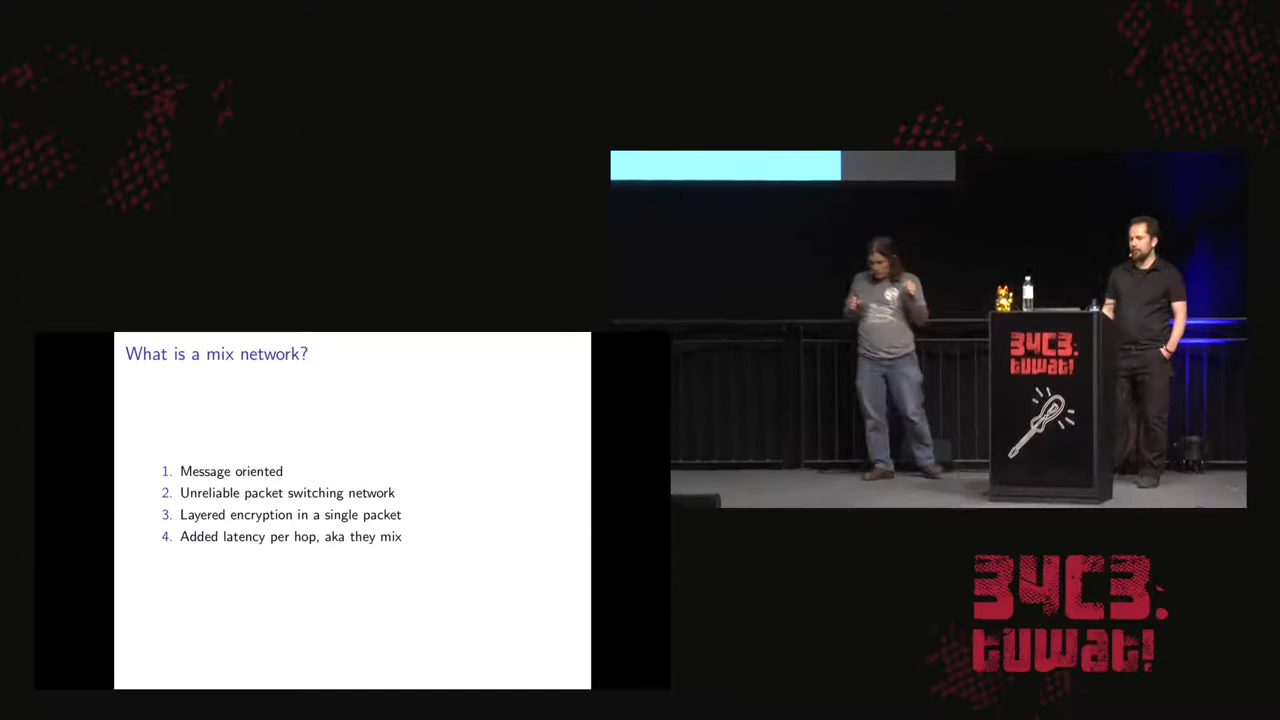 What is a mix network?
1. Message oriented
2. Unreliable packet switching network
3. Layered encryption in a single packet
4. Added latency per hop, aka they mix
34C3.
tuwat!
34C3.
tuwat!